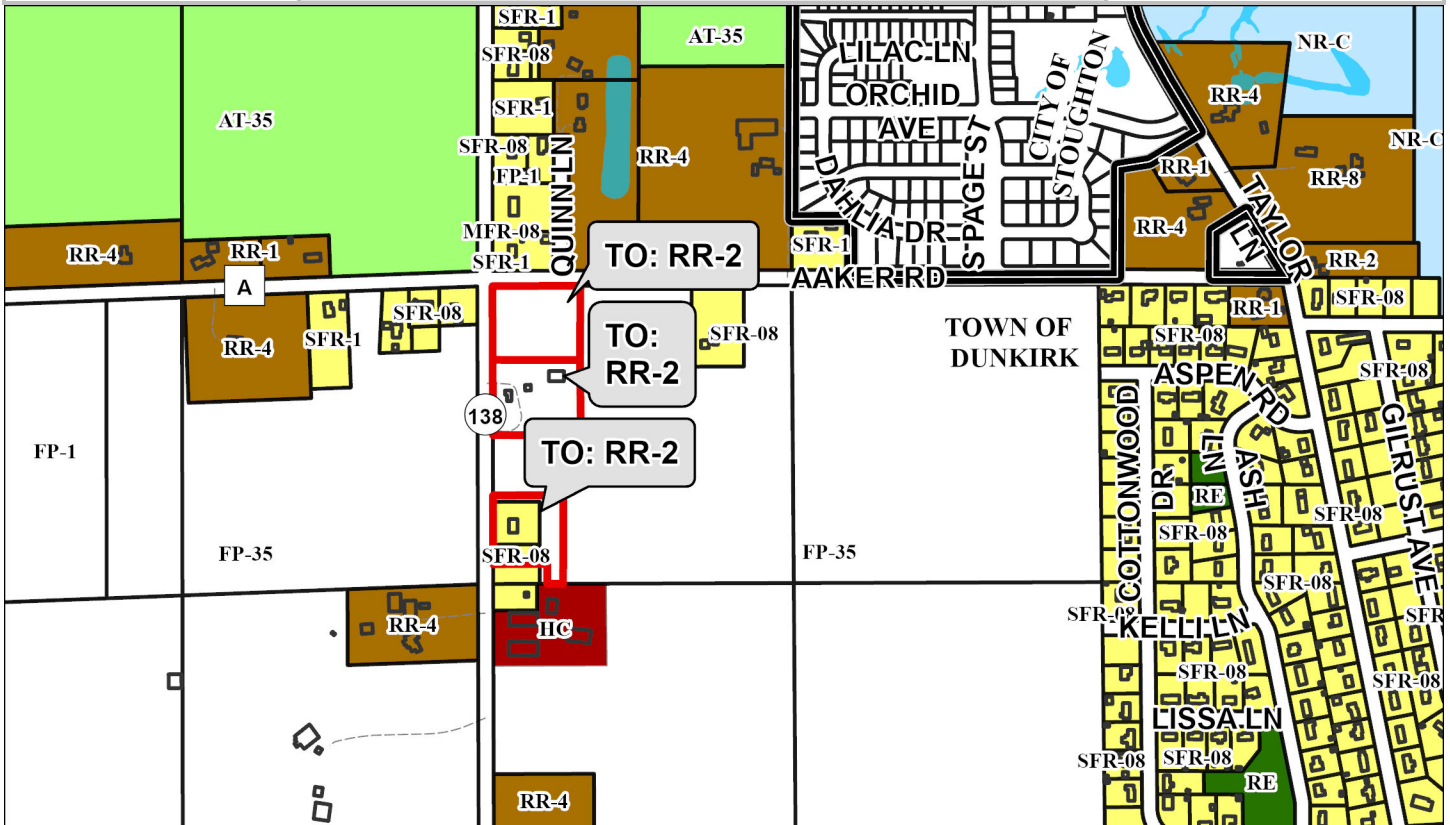 SFR-1
SFR-08
AT-35
LILAC LN
NR-C
SFR-1
ORCHID
AVE
CITY OF
STOUGHTON
RR-4
AT-35
SFR-08
FP-1
QUINN LN
RR-4
DAHLIA DR
S PAGE ST
RR-1
RR-8
NR-C
TAYLOR
LN
MFR-08
SFR-1
RR-4
RR-1
SFR-1
RR-4
RR-2
A
TO: RR-2
AAKER RD
SFR-08
RR-4
SFR-1
SFR-08
TO:
RR-2
SFR-08
TOWN OF
DUNKIRK
RR-1
SFR-08
138
ASPEN RD
SFR-08
FP-1
TO: RR-2
COTTONWOOD
DR
LN
ASH
GILRUST AVE
RE
SFR-08
SFR-08
FP-35
SFR-08
FP-35
SFR-08
RR-4
HC
SFR-08
KELLI LN
SFR
SFR-08
SFR-08
LISSA LN
SFR-08
SFR-08
RE
RR-4